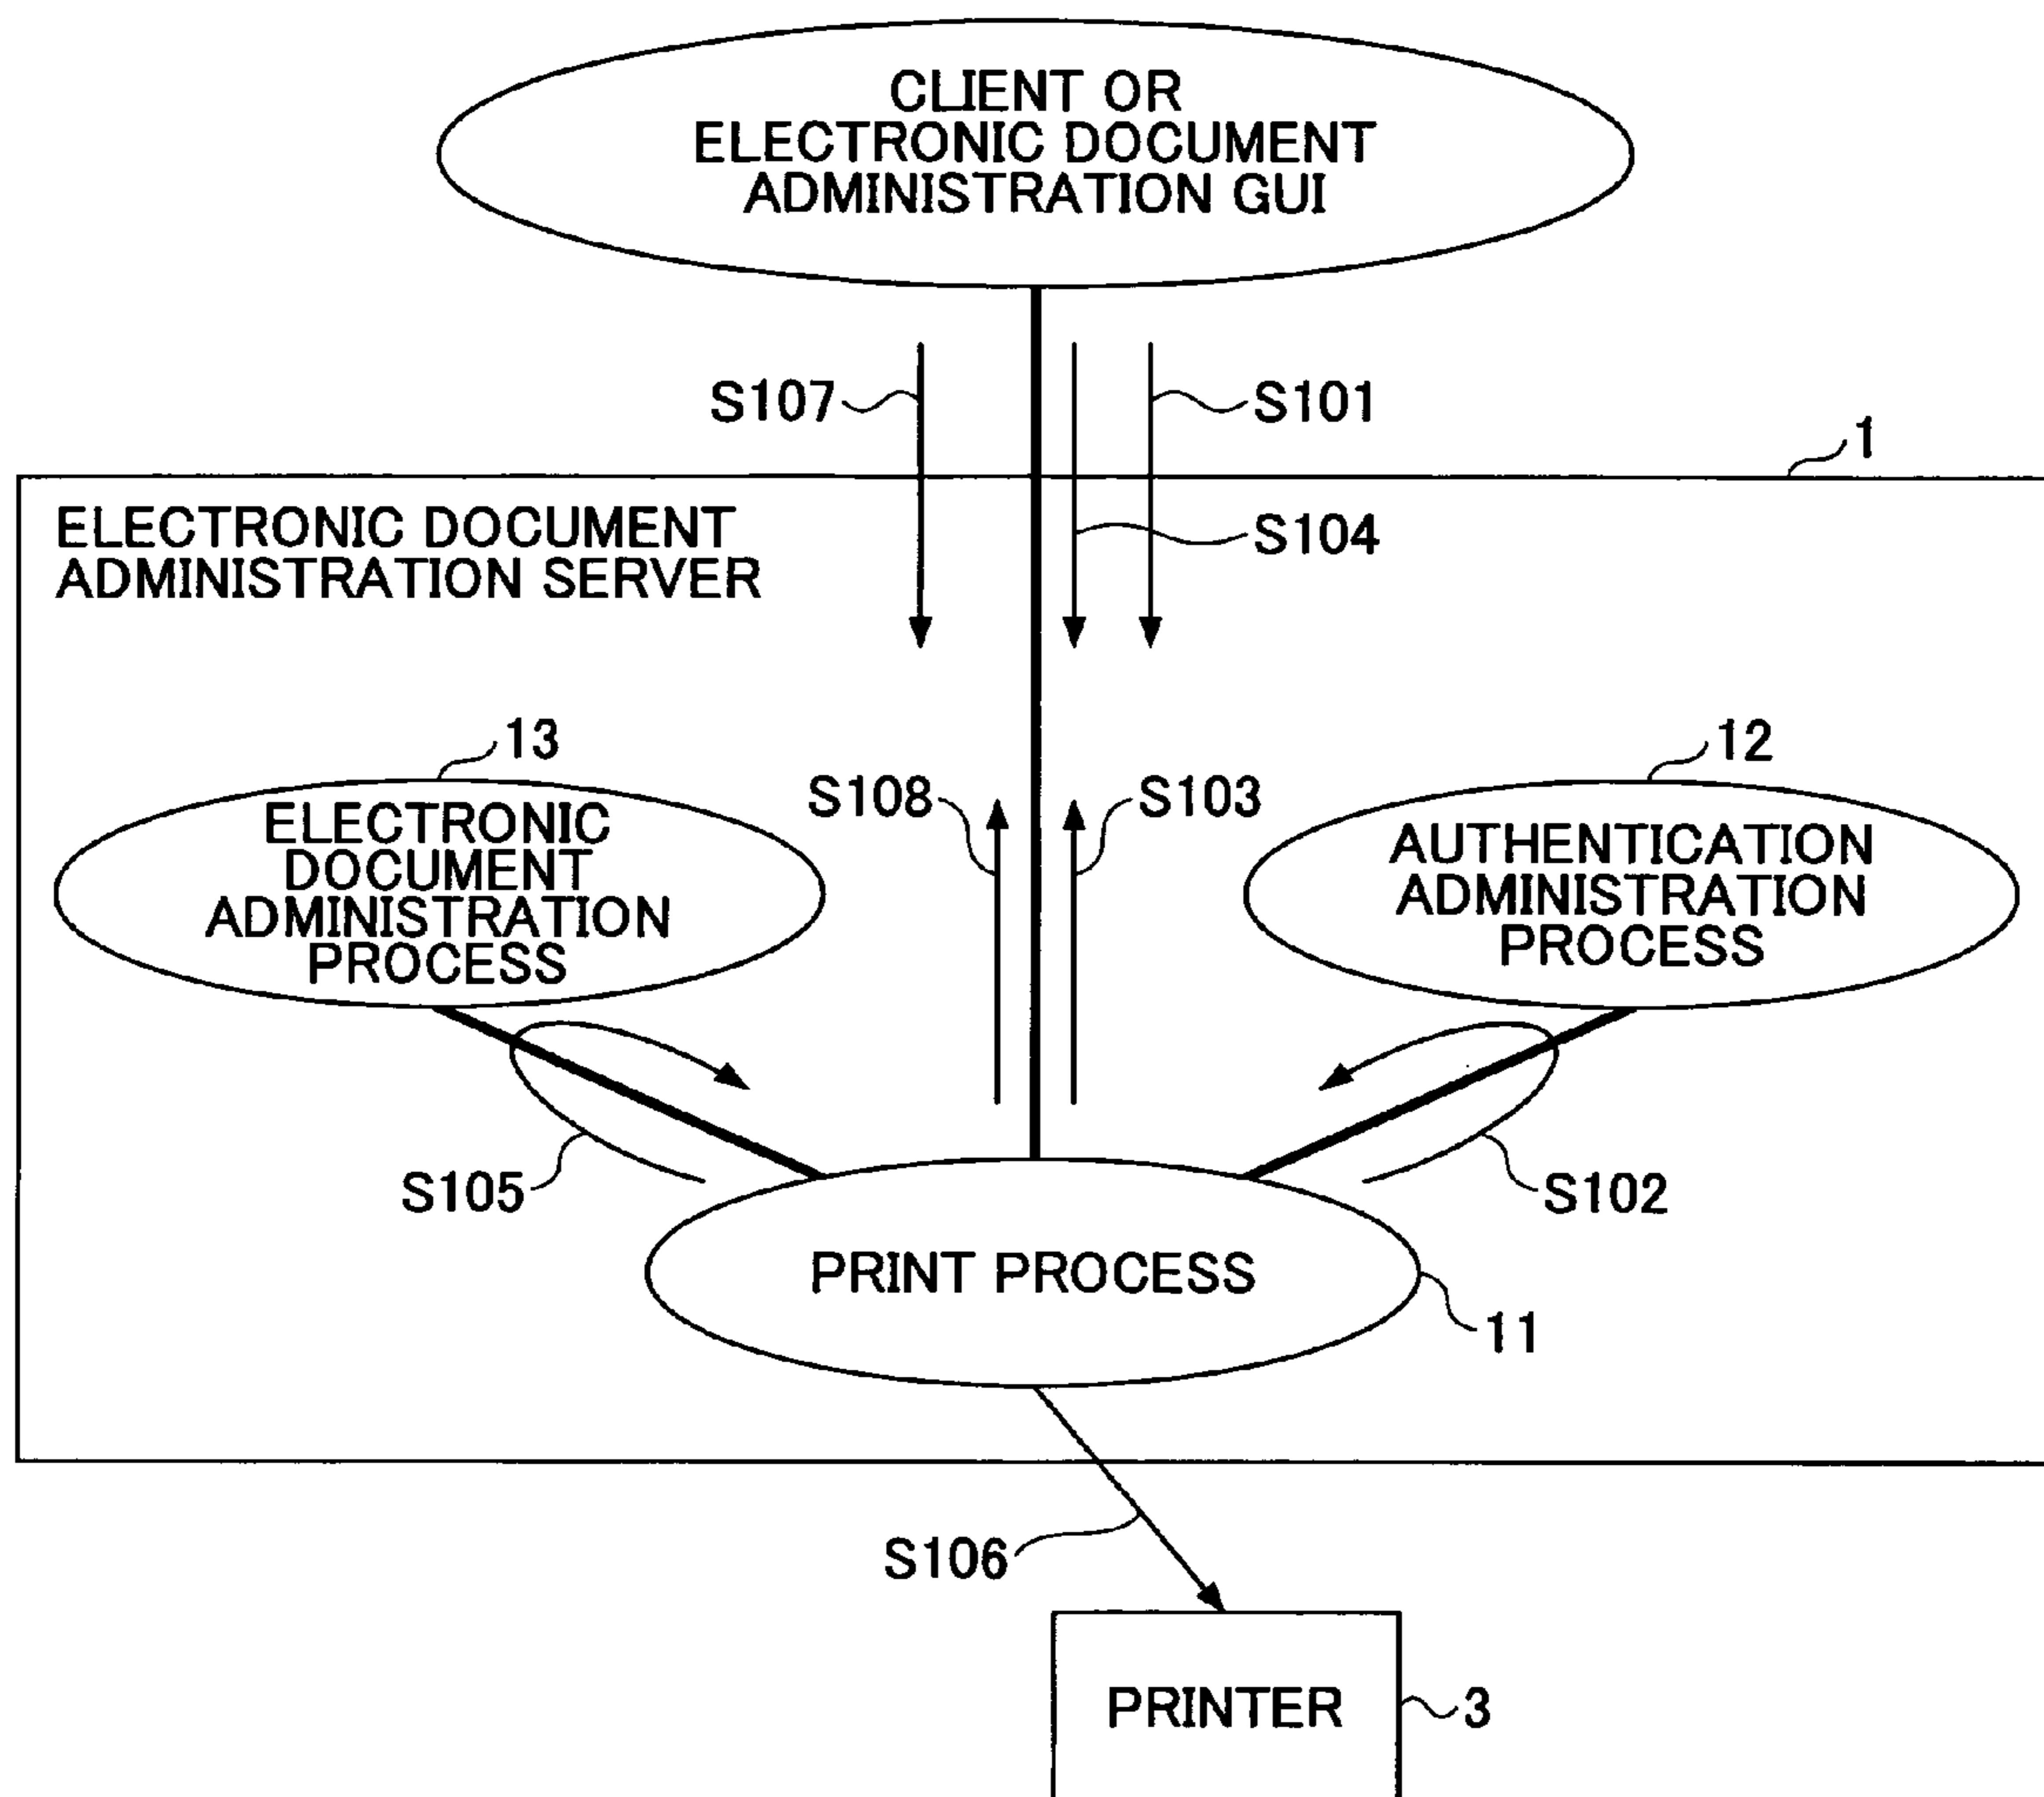 CLIENT OR
ELECTRONIC DOCUMENT
ADMINISTRATION GUI
S107
S101
1
ELECTRONIC DOCUMENT
ADMINISTRATION SERVER
S104
13
12
S108
S103
ELECTRONIC
DOCUMENT
ADMINISTRATION
PROCESS
AUTHENTICATION
ADMINISTRATION
PROCESS
S105
S102
PRINT PROCESS
11
S106
PRINTER
3